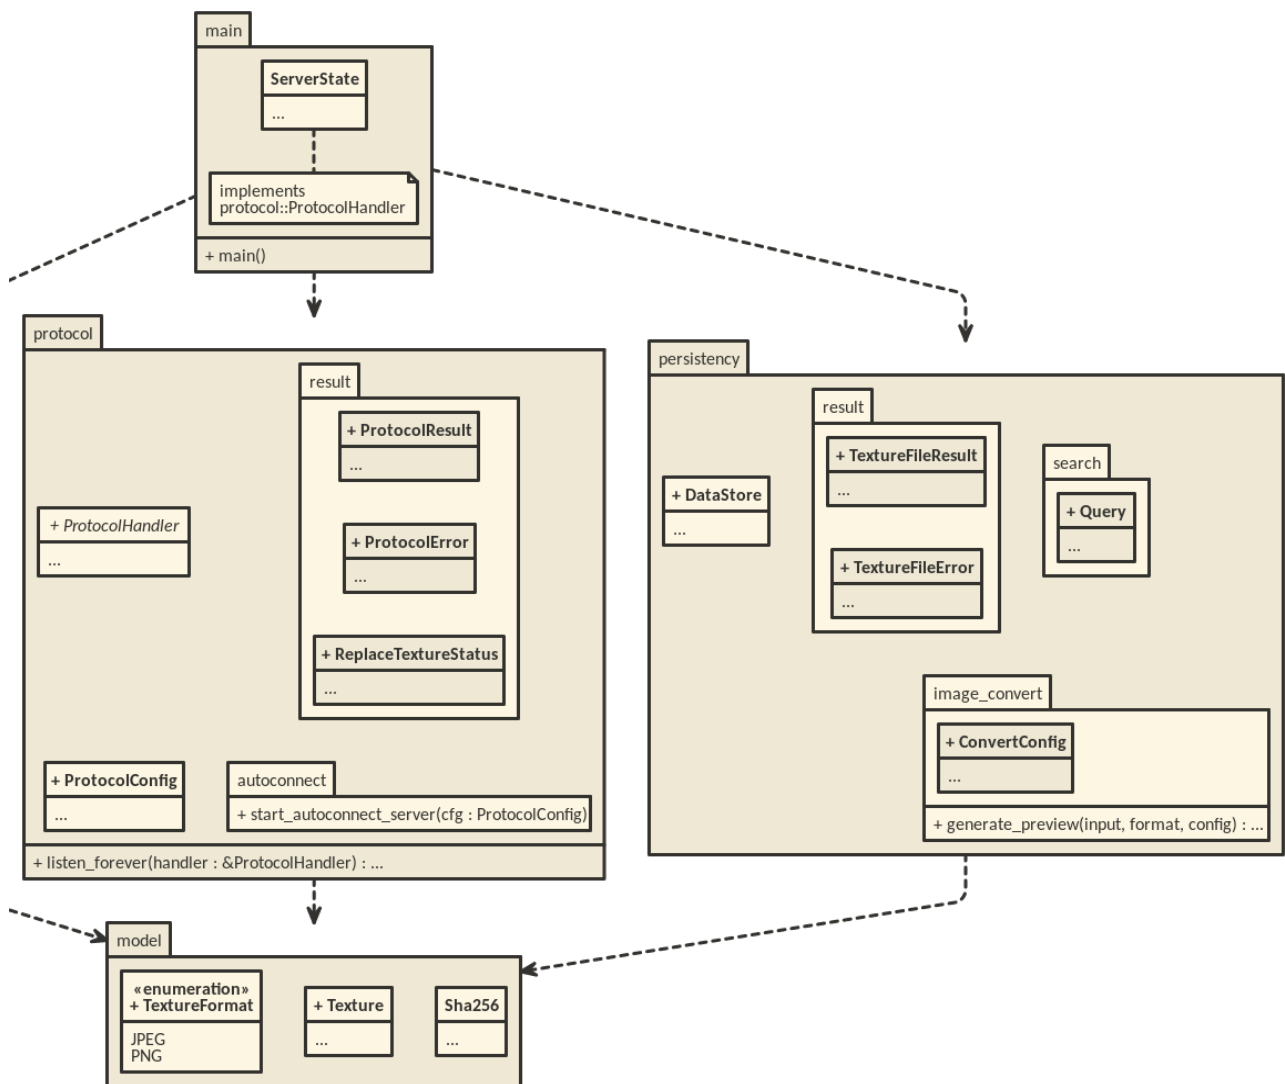 main
ServerState
...
implements
protocol::ProtocolHandler
+ main()
protocol
result
+ ProtocolResult
...
+ ProtocolHandler
...
+ ProtocolError
...
+ ReplaceTextureStatus
...
+ ProtocolConfig
...
autoconnect
+ start_autoconnect_server(cfg : ProtocolConfig)
+ listen_forever(handler : &ProtocolHandler) : ...
persistency
result
+ TextureFileResult
...
search
+ Query
...
+ DataStore
...
+ TextureFileError
...
image_convert
+ ConvertConfig
...
+ generate_preview(input, format, config) : ...
model
«enumeration»
+ TextureFormat
JPEG
PNG
+ Texture
...
Sha256
...